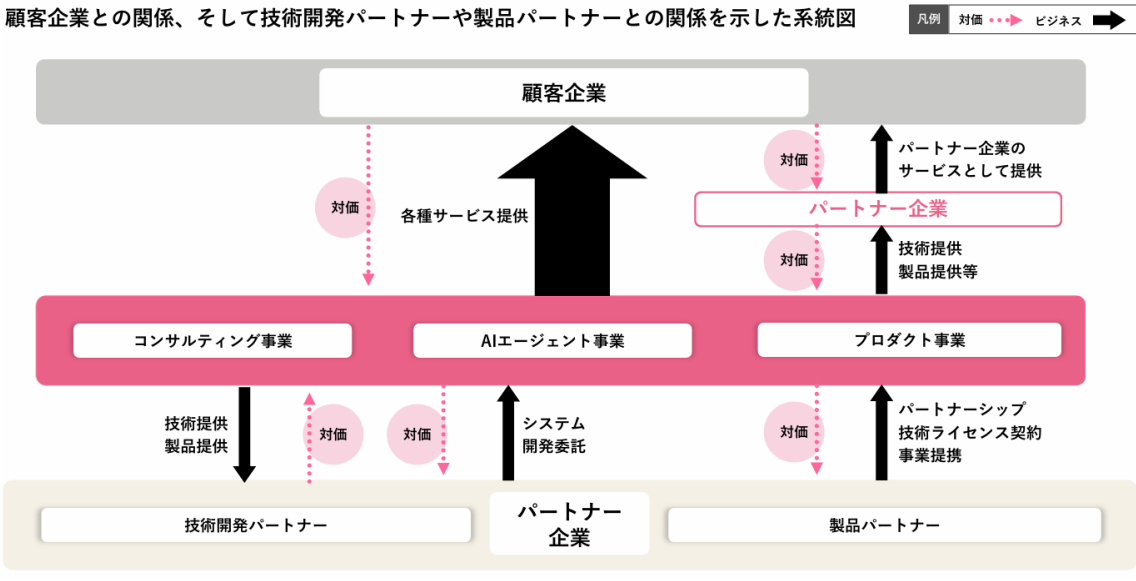 顧客企業との関係、そして技術開発パートナーや製品パートナーとの関係を示した系統図
凡例
対価
ビジネス
顧客企業
対価
各種サービス提供
対価
パートナー企業の
サービスとして提供
パートナー企業
対価
技術提供
製品提供等
コンサルティング事業
AIエージェント事業
プロダクト事業
技術提供
製品提供
対価
対価
システム
開発委託
対価
パートナーシップ
技術ライセンス契約
事業提携
技術開発パートナー
パートナー
企業
製品パートナー